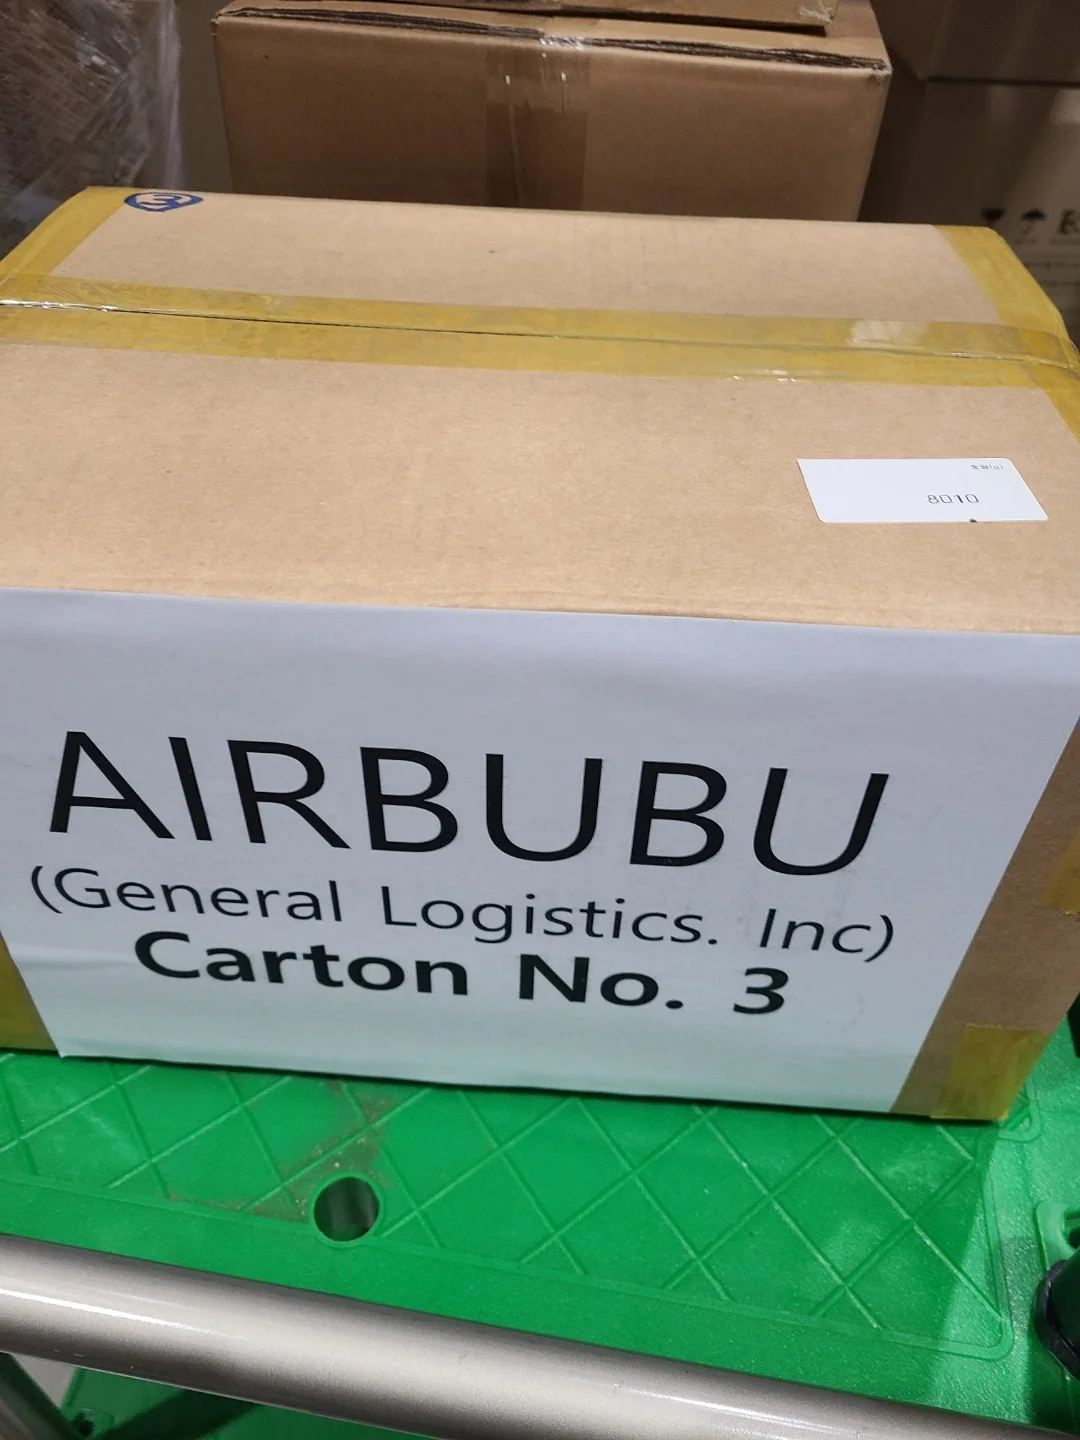 8010
AIRBUBU
(General Logistics. Inc)
Carton No. 3